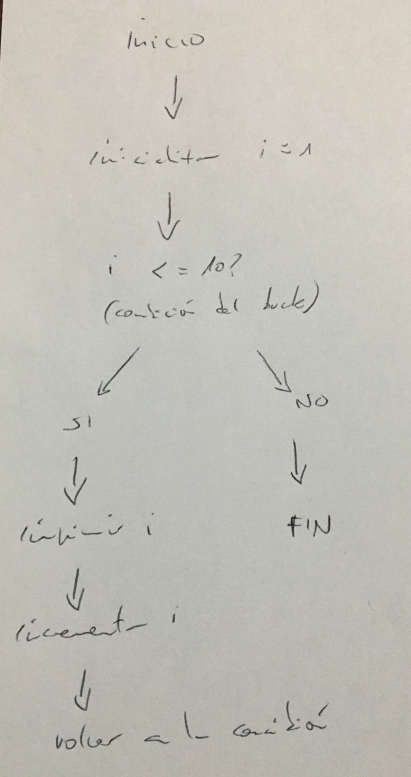 Inicio
inicializar i = 1
i <= 10?
(condición del bucle)
SI
NO
imprimir i
FIN
incrementar i
volver a la condición